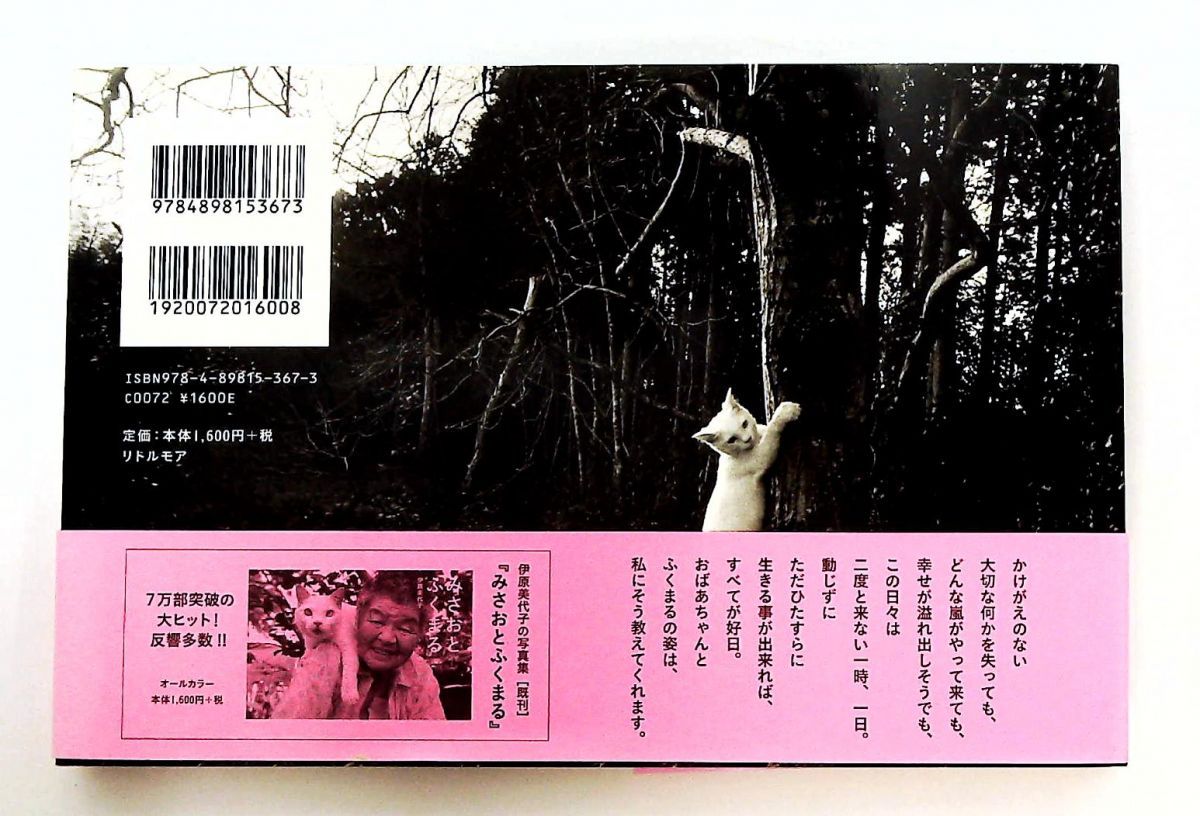 9784898153673
1920072016008
ISBN978-4-89815-367-3
C0072 ¥1600E
定価：本体1,600円+税
リトルモア
かけがえのない
大切な何かを失っても、
どんな嵐がやって来ても、
幸せが溢れ出しそうでも、
この日々は
二度と来ない一時、一日。
動じずに
ただひたすらに
生きる事が出来れば、
すべてが好日。
おばあちゃんと
ふくまるの姿は、
私にそう教えてくれます。
伊原美代子の写真集［既刊］
『みさおとふくまる』
みさおと
ふくまる
伊原美代子
7万部突破の
大ヒット!
反響多数!!
オールカラー
本体1,600円+税